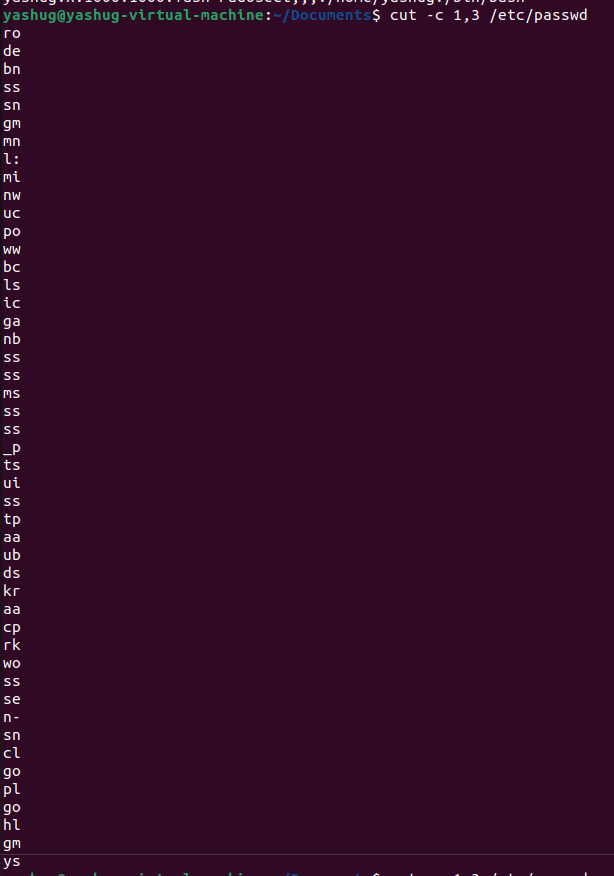 yashug@yashug-virtual-machine:~/Documents$ cut -c 1,3 /etc/passwd
ro
de
bn
ss
sn
gm
mn
l:
mi
nw
uc
po
ww
bc
ls
ic
ga
nb
ss
ss
ms
ss
ss
_p
ts
ui
ss
tp
aa
ub
ds
kr
aa
cp
rk
wo
ss
se
n-
sn
cl
go
pl
go
hl
gm
ys